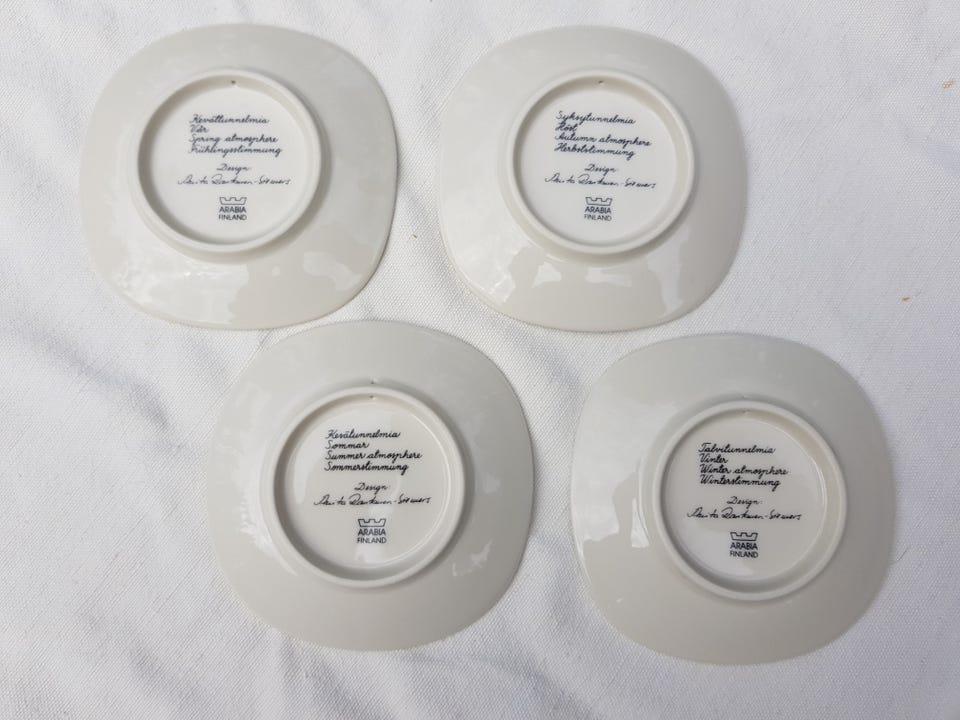 Kevättunnelmia
Vår
Spring atmosphere
Frühlingsstimmung
Design:
ARABIA
FINLAND
Syksytunnelmia
Höst
Autumn atmosphere
Herbststimmung
Design:
ARABIA
FINLAND
Kesätunnelmia
Sommar
Summer atmosphere
Sommerstimmung
Design:
ARABIA
FINLAND
Talvitunnelmia
Vinter
Winter atmosphere
Winterstimmung
Design:
ARABIA
FINLAND